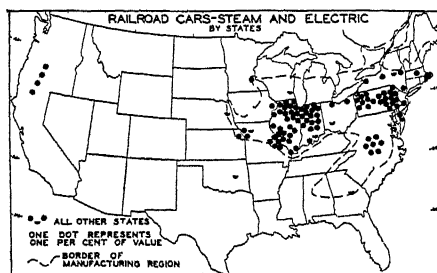 RAILROAD CARS-STEAM AND ELECTRIC
BY STATES
ALL OTHER STATES
ONE DOT REPRESENTS
ONE PER CENT OF VALUE
BORDER OF
MANUFACTURING REGION